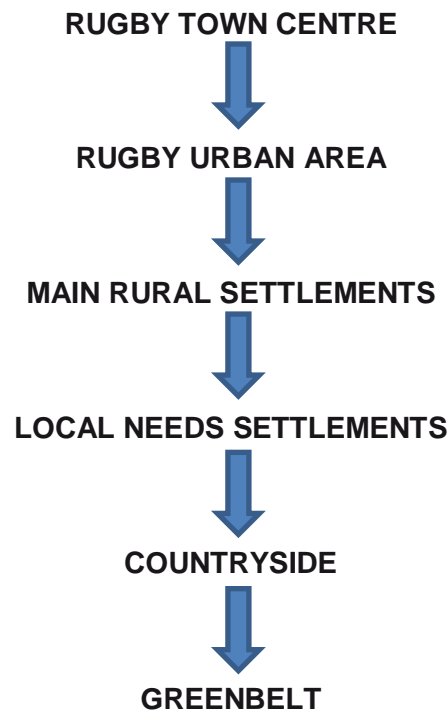 RUGBY TOWN CENTRE
RUGBY URBAN AREA
MAIN RURAL SETTLEMENTS
LOCAL NEEDS SETTLEMENTS
COUNTRYSIDE
GREENBELT